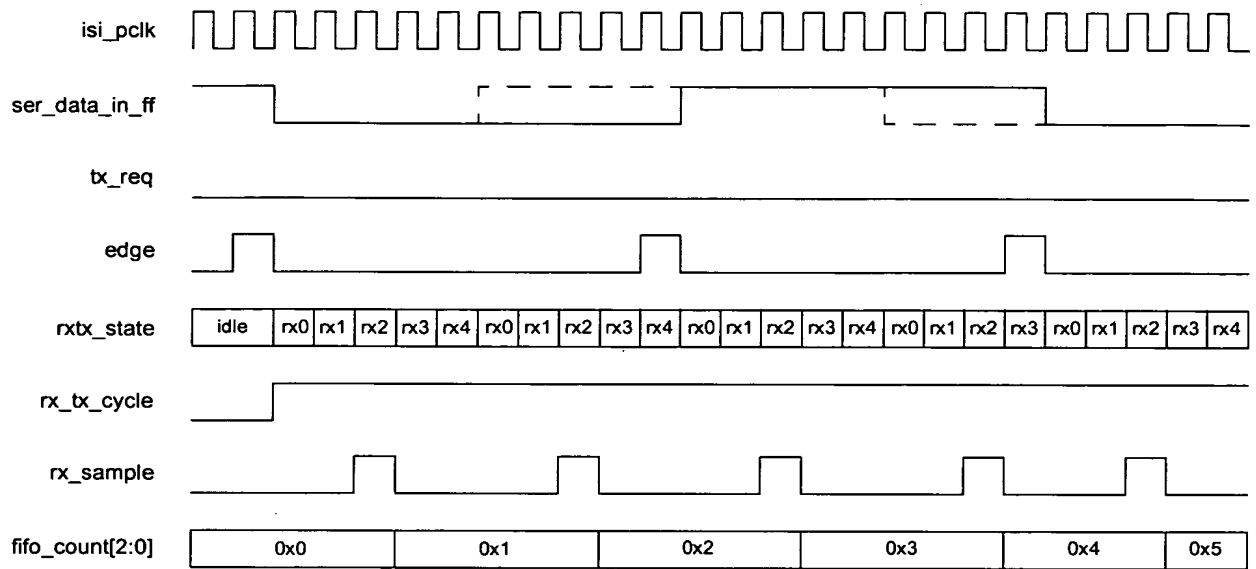 isi_pclk
ser_data_in_ff
tx_req
edge
rxtx_state idle rx0 rx1 rx2 rx3 rx4 rx0 rx1 rx2 rx3 rx4 rx0 rx1 rx2 rx3 rx4 rx0 rx1 rx2 rx3 rx0 rx1 rx2 rx3 rx4
rx_tx_cycle
rx_sample
fifo_count[2:0] 0x0 0x1 0x2 0x3 0x4 0x5